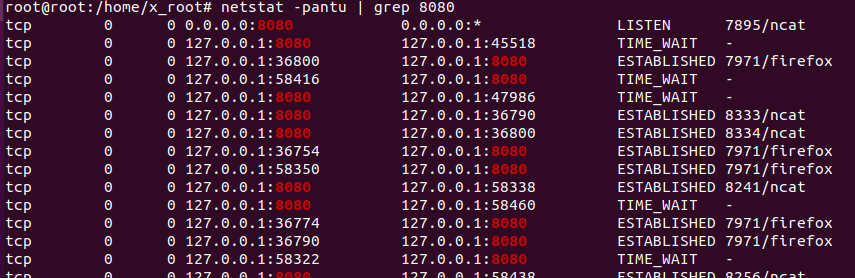 root@root:/home/x_root# netstat -pantu | grep 8080
tcp 0 0 0.0.0.0:8080 0.0.0.0:* LISTEN 7895/ncat
tcp 0 0 127.0.0.1:8080 127.0.0.1:45518 TIME_WAIT -
tcp 0 0 127.0.0.1:36800 127.0.0.1:8080 ESTABLISHED 7971/firefox
tcp 0 0 127.0.0.1:58416 127.0.0.1:8080 TIME_WAIT -
tcp 0 0 127.0.0.1:8080 127.0.0.1:47986 TIME_WAIT -
tcp 0 0 127.0.0.1:8080 127.0.0.1:36790 ESTABLISHED 8333/ncat
tcp 0 0 127.0.0.1:8080 127.0.0.1:36800 ESTABLISHED 8334/ncat
tcp 0 0 127.0.0.1:36754 127.0.0.1:8080 ESTABLISHED 7971/firefox
tcp 0 0 127.0.0.1:58350 127.0.0.1:8080 ESTABLISHED 7971/firefox
tcp 0 0 127.0.0.1:8080 127.0.0.1:58338 ESTABLISHED 8241/ncat
tcp 0 0 127.0.0.1:8080 127.0.0.1:58460 TIME_WAIT -
tcp 0 0 127.0.0.1:36774 127.0.0.1:8080 ESTABLISHED 7971/firefox
tcp 0 0 127.0.0.1:36790 127.0.0.1:8080 ESTABLISHED 7971/firefox
tcp 0 0 127.0.0.1:58322 127.0.0.1:8080 TIME_WAIT -
tcp 0 0 127.0.0.1:8080 127.0.0.1:58438 ESTABLISHED 8256/ncat